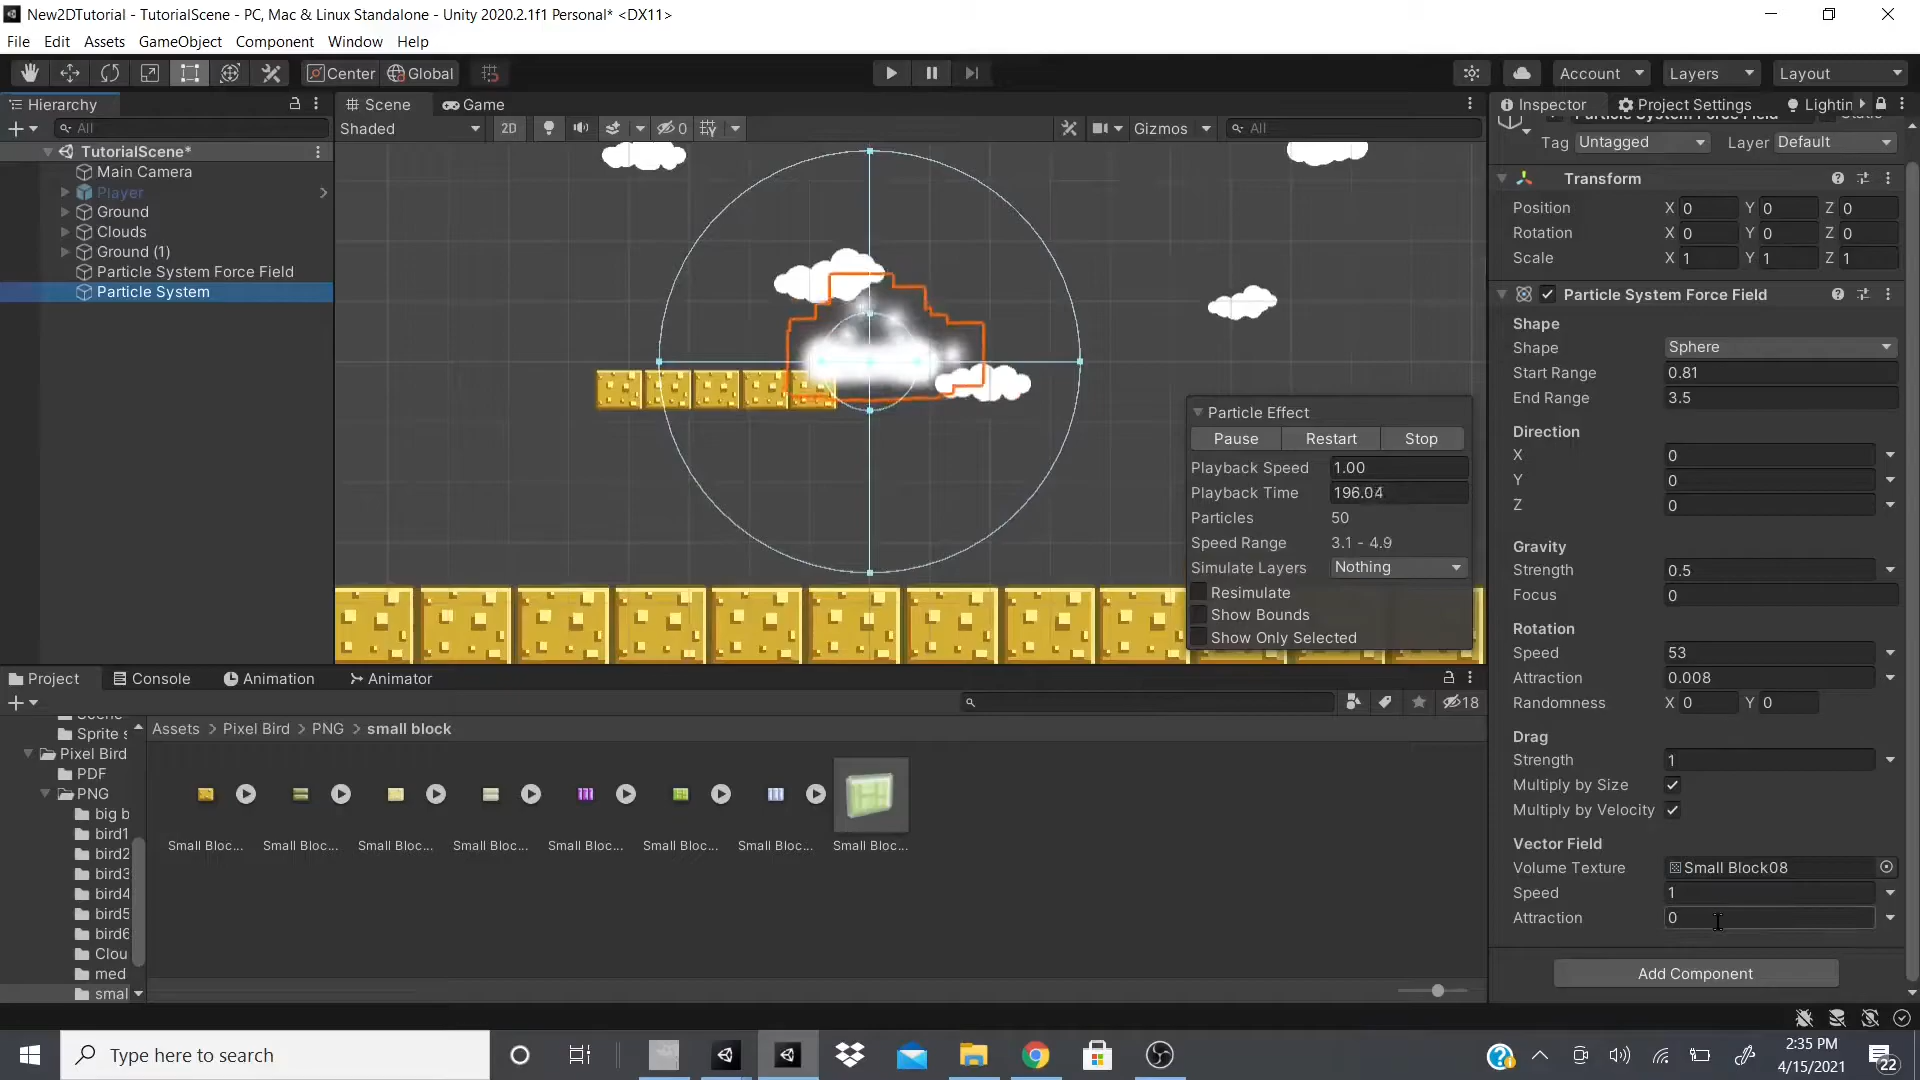 New2DTutorial - TutorialScene - PC, Mac & Linux Standalone - Unity 2020.2.1f1 Personal* <DX11>
File Edit Assets GameObject Component Window Help
Center Global Account Layers Layout
Hierarchy
All
TutorialScene*
Main Camera
Player
Ground
Clouds
Ground (1)
Particle System Force Field
Particle System
Scene Game
Shaded 2D 0 Gizmos All
Particle Effect
Pause Restart Stop
Playback Speed 1.00
Playback Time 196.04
Particles 50
Speed Range 3.1 - 4.9
Simulate Layers Nothing
Resimulate
Show Bounds
Show Only Selected
Inspector Project Settings Lightin
Tag Untagged Layer Default
Transform
Position X 0 Y 0 Z 0
Rotation X 0 Y 0 Z 0
Scale X 1 Y 1 Z 1
Particle System Force Field
Shape
Shape Sphere
Start Range 0.81
End Range 3.5
Direction
X 0
Y 0
Z 0
Gravity
Strength 0.5
Focus 0
Rotation
Speed 53
Attraction 0.008
Randomness X 0 Y 0
Drag
Strength 1
Multiply by Size
Multiply by Velocity
Vector Field
Volume Texture Small Block08
Speed 1
Attraction 0
Add Component
Project Console Animation Animator
18
Sprite s
Pixel Bird
PDF
PNG
big b
bird1
bird2
bird3
bird4
bird5
bird6
Clou
med
smal
Assets > Pixel Bird > PNG > small block
Small Bloc... Small Bloc... Small Bloc... Small Bloc... Small Bloc... Small Bloc... Small Bloc... Small Bloc...
Type here to search
2:35 PM
4/15/2021
22